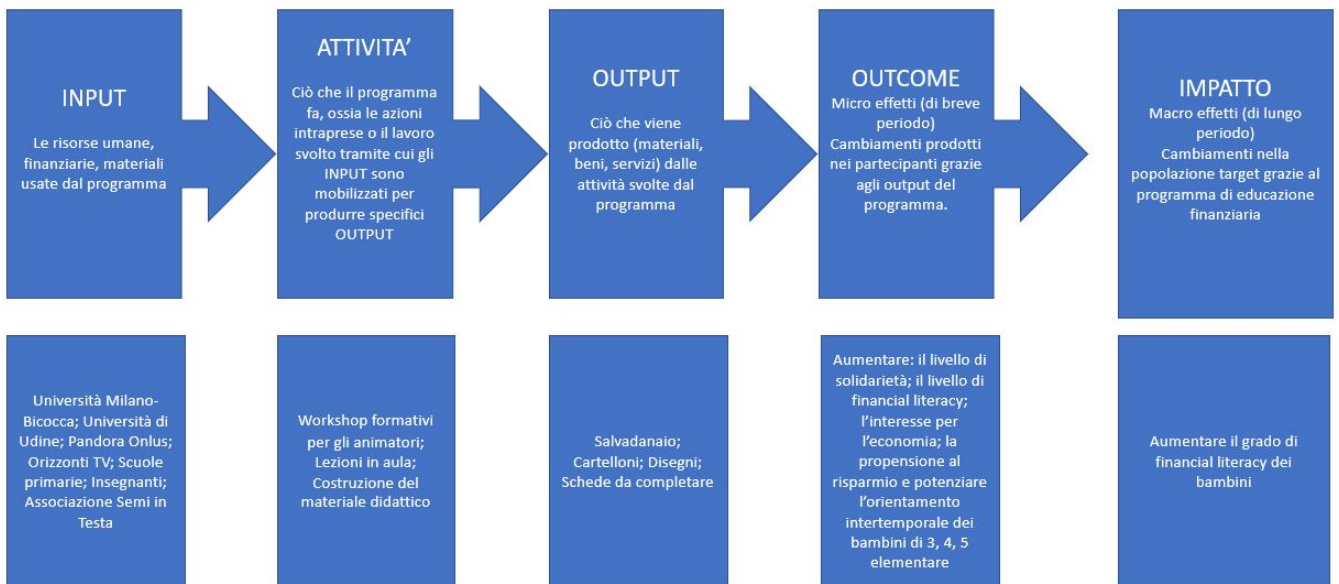 INPUT
Le risorse umane,
finanziarie, materiali
usate dal programma
ATTIVITA’
Ciò che il programma
fa, ossia le azioni
intraprese o il lavoro
svolto tramite cui gli
INPUT sono
mobilizzati per
produrre specifici
OUTPUT
OUTPUT
Ciò che viene
prodotto (materiali,
beni, servizi) dalle
attività svolte dal
programma
OUTCOME
Micro effetti (di breve
periodo)
Cambiamenti prodotti
nei partecipanti grazie
agli output del
programma.
IMPATTO
Macro effetti (di lungo
periodo)
Cambiamenti nella
popolazione target grazie al
programma di educazione
finanziaria
Università Milano-
Bicocca; Università di
Udine; Pandora Onlus;
Orizzonti TV; Scuole
primarie; Insegnanti;
Associazione Semi in
Testa
Workshop formativi
per gli animatori;
Lezioni in aula;
Costruzione del
materiale didattico
Salvadanaio;
Cartelloni; Disegni;
Schede da completare
Aumentare: il livello di
solidarietà; il livello di
financial literacy;
l’interesse per
l’economia; la
propensione al
risparmio e potenziare
l’orientamento
intertemporale dei
bambini di 3, 4, 5
elementare
Aumentare il grado di
financial literacy dei
bambini